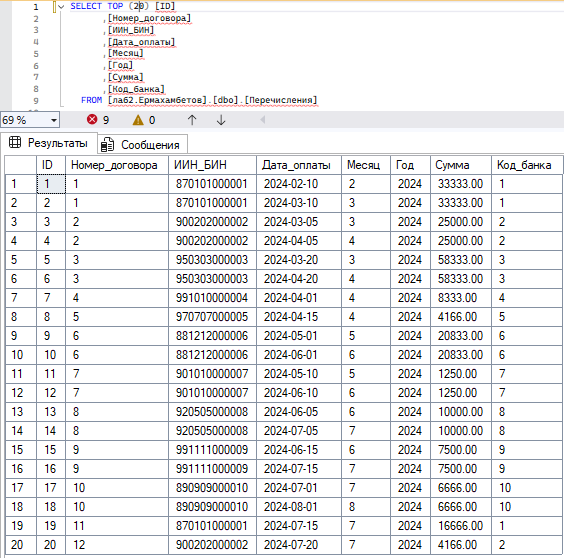 1 SELECT TOP (20) [ID]
2 ,[Номер_договора]
3 ,[ИИН_БИН]
4 ,[Дата_оплаты]
5 ,[Месяц]
6 ,[Год]
7 ,[Сумма]
8 ,[Код_банка]
9 FROM [лаб2.Ермахамбетов].[dbo].[Перечисления]
69 % 9 0
Результаты Сообщения
ID Номер_договора ИИН_БИН Дата_оплаты Месяц Год Сумма Код_банка
1 1 1 870101000001 2024-02-10 2 2024 33333.00 1
2 2 1 870101000001 2024-03-10 3 2024 33333.00 1
3 3 2 900202000002 2024-03-05 3 2024 25000.00 2
4 4 2 900202000002 2024-04-05 4 2024 25000.00 2
5 5 3 950303000003 2024-03-20 3 2024 58333.00 3
6 6 3 950303000003 2024-04-20 4 2024 58333.00 3
7 7 4 991010000004 2024-04-01 4 2024 8333.00 4
8 8 5 970707000005 2024-04-15 4 2024 4166.00 5
9 9 6 881212000006 2024-05-01 5 2024 20833.00 6
10 10 6 881212000006 2024-06-01 6 2024 20833.00 6
11 11 7 901010000007 2024-05-10 5 2024 1250.00 7
12 12 7 901010000007 2024-06-10 6 2024 1250.00 7
13 13 8 920505000008 2024-06-05 6 2024 10000.00 8
14 14 8 920505000008 2024-07-05 7 2024 10000.00 8
15 15 9 991111000009 2024-06-15 6 2024 7500.00 9
16 16 9 991111000009 2024-07-15 7 2024 7500.00 9
17 17 10 890909000010 2024-07-01 7 2024 6666.00 10
18 18 10 890909000010 2024-08-01 8 2024 6666.00 10
19 19 11 870101000001 2024-07-15 7 2024 16666.00 1
20 20 12 900202000002 2024-07-20 7 2024 4166.00 2